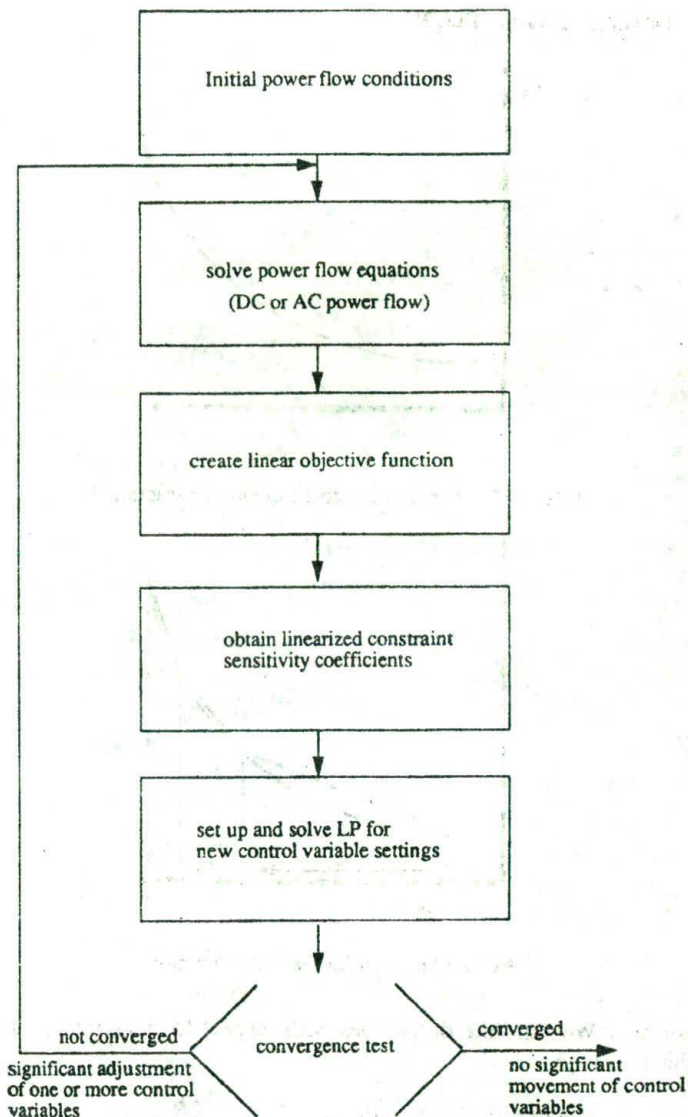 Initial power flow conditions
solve power flow equations
(DC or AC power flow)
create linear objective function
obtain linearized constraint
sensitivity coefficients
set up and solve LP for
new control variable settings
convergence test
not converged
significant adjustment
of one or more control
variables
converged
no significant
movement of control
variables